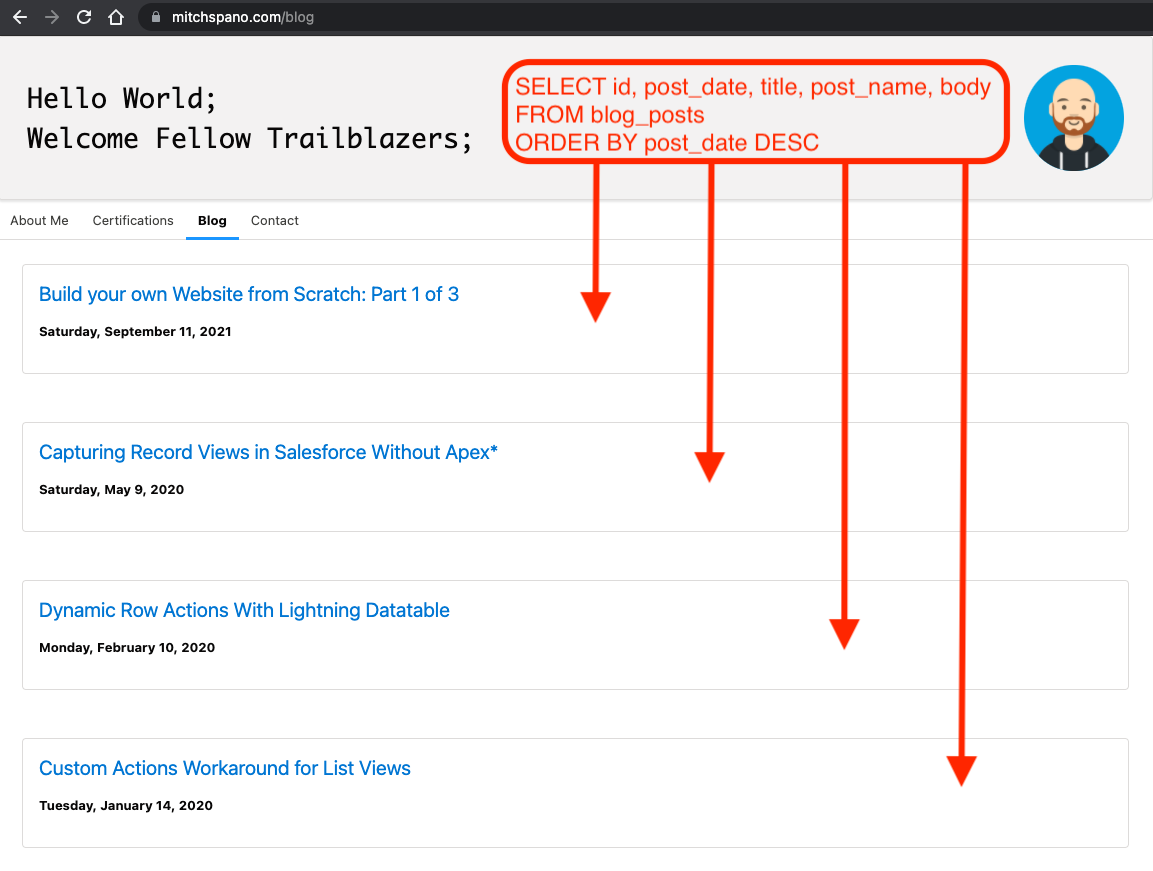 mitchspano.com/blog
Hello World;
Welcome Fellow Trailblazers;
SELECT id, post_date, title, post_name, body
FROM blog_posts
ORDER BY post_date DESC
About Me Certifications Blog Contact
Build your own Website from Scratch: Part 1 of 3
Saturday, September 11, 2021
Capturing Record Views in Salesforce Without Apex*
Saturday, May 9, 2020
Dynamic Row Actions With Lightning Datatable
Monday, February 10, 2020
Custom Actions Workaround for List Views
Tuesday, January 14, 2020